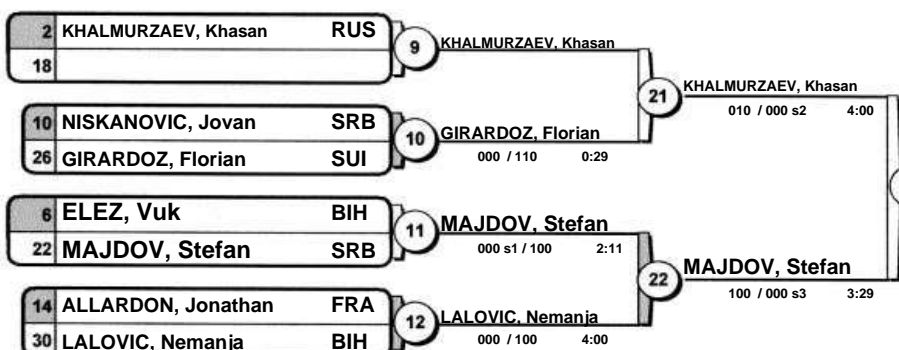 2 KHALMURZAEV, Khasan RUS
18
9
KHALMURZAEV, Khasan
10 NISKANOVIC, Jovan SRB
26 GIRARDOZ, Florian SUI
10
GIRARDOZ, Florian
000 / 110 0:29
21
KHALMURZAEV, Khasan
010 / 000 s2 4:00
6 ELEZ, Vuk BIH
22 MAJDOV, Stefan SRB
11
MAJDOV, Stefan
000 s1 / 100 2:11
14 ALLARDON, Jonathan FRA
30 LALOVIC, Nemanja BIH
12
LALOVIC, Nemanja
000 / 100 4:00
22
MAJDOV, Stefan
100 / 000 s3 3:29